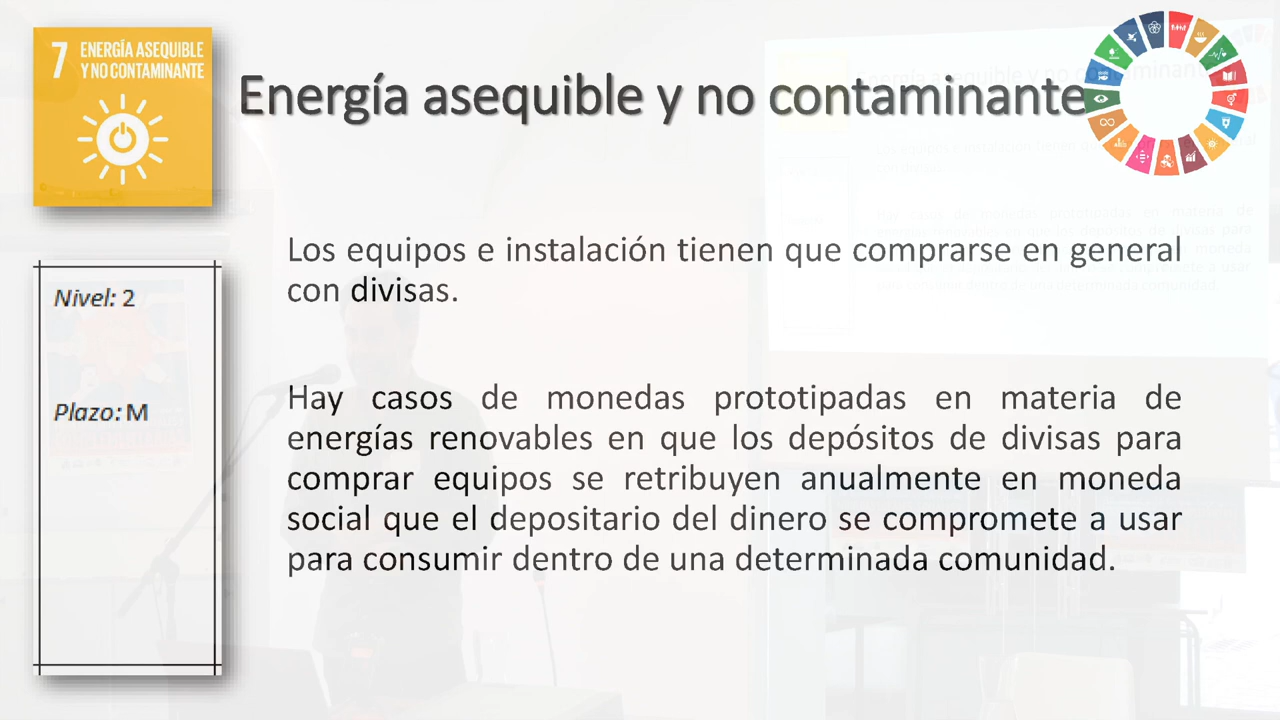 7 ENERGÍA ASEQUIBLE
Y NO CONTAMINANTE
Energía asequible y no contaminante
Nivel: 2
Plazo: M
Los equipos e instalación tienen que comprarse en general
con divisas.
Hay casos de monedas prototipadas en materia de
energías renovables en que los depósitos de divisas para
comprar equipos se retribuyen anualmente en moneda
social que el depositario del dinero se compromete a usar
para consumir dentro de una determinada comunidad.